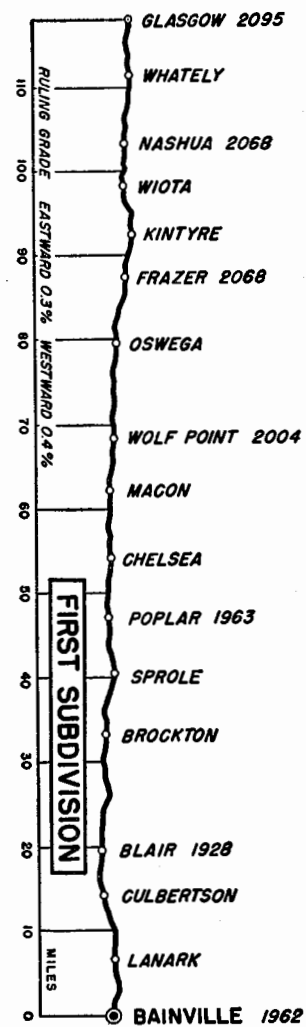 GLASGOW 2095
WHATELY
NASHUA 2068
WIOTA
KINTYRE
FRAZER 2068
OSWEGA
WOLF POINT 2004
MACON
CHELSEA
POPLAR 1963
SPROLE
BROCKTON
BLAIR 1928
CULBERTSON
LANARK
BAINVILLE 1962
RULING GRADE EASTWARD 0.3% WESTWARD 0.4%
FIRST SUBDIVISION
110
100
90
80
70
60
50
40
30
20
10
0
MILES